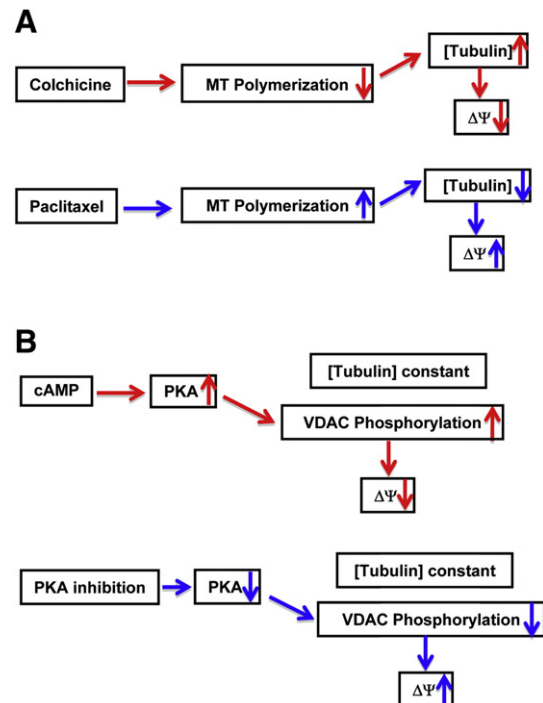 A
Colchicine
MT Polymerization
[Tubulin]
ΔΨ
Paclitaxel
MT Polymerization
[Tubulin]
ΔΨ
B
[Tubulin] constant
cAMP
PKA
VDAC Phosphorylation
ΔΨ
[Tubulin] constant
PKA inhibition
PKA
VDAC Phosphorylation
ΔΨ